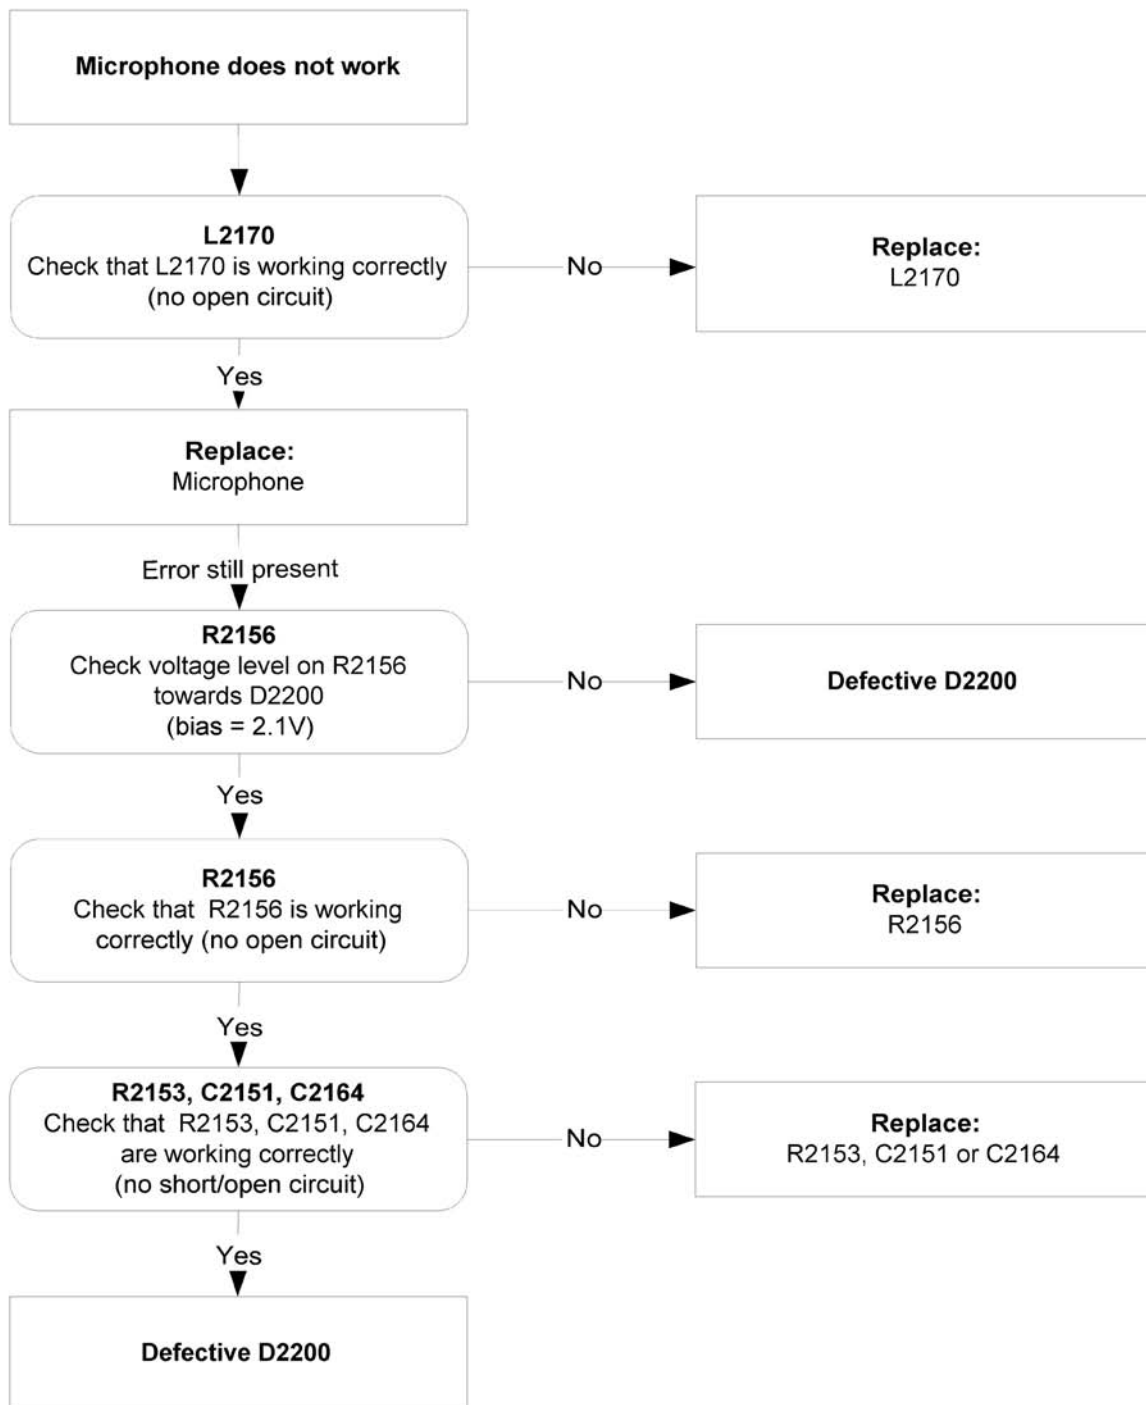 Microphone does not work
L2170
Check that L2170 is working correctly
(no open circuit)
No
Replace:
L2170
Yes
Replace:
Microphone
Error still present
R2156
Check voltage level on R2156
towards D2200
(bias = 2.1V)
No
Defective D2200
Yes
R2156
Check that R2156 is working
correctly (no open circuit)
No
Replace:
R2156
Yes
R2153, C2151, C2164
Check that R2153, C2151, C2164
are working correctly
(no short/open circuit)
No
Replace:
R2153, C2151 or C2164
Yes
Defective D2200